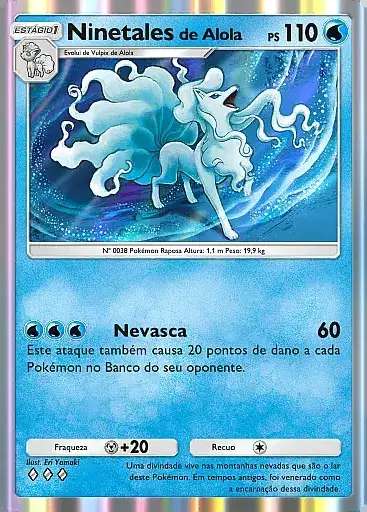 ESTÁGIO 1
Ninetales de Alola PS 110
Evolui de Vulpix de Alola
Nº 0038 Pokémon Raposa Altura: 1,1 m Peso: 19,9 kg
Nevasca 60
Este ataque também causa 20 pontos de dano a cada
Pokémon no Banco do seu oponente.
Fraqueza +20 Recuo
Ilust. Eri Yamaki
Uma divindade vive nas montanhas nevadas que são o lar
deste Pokémon. Em tempos antigos, foi venerado como
a encarnação dessa divindade.